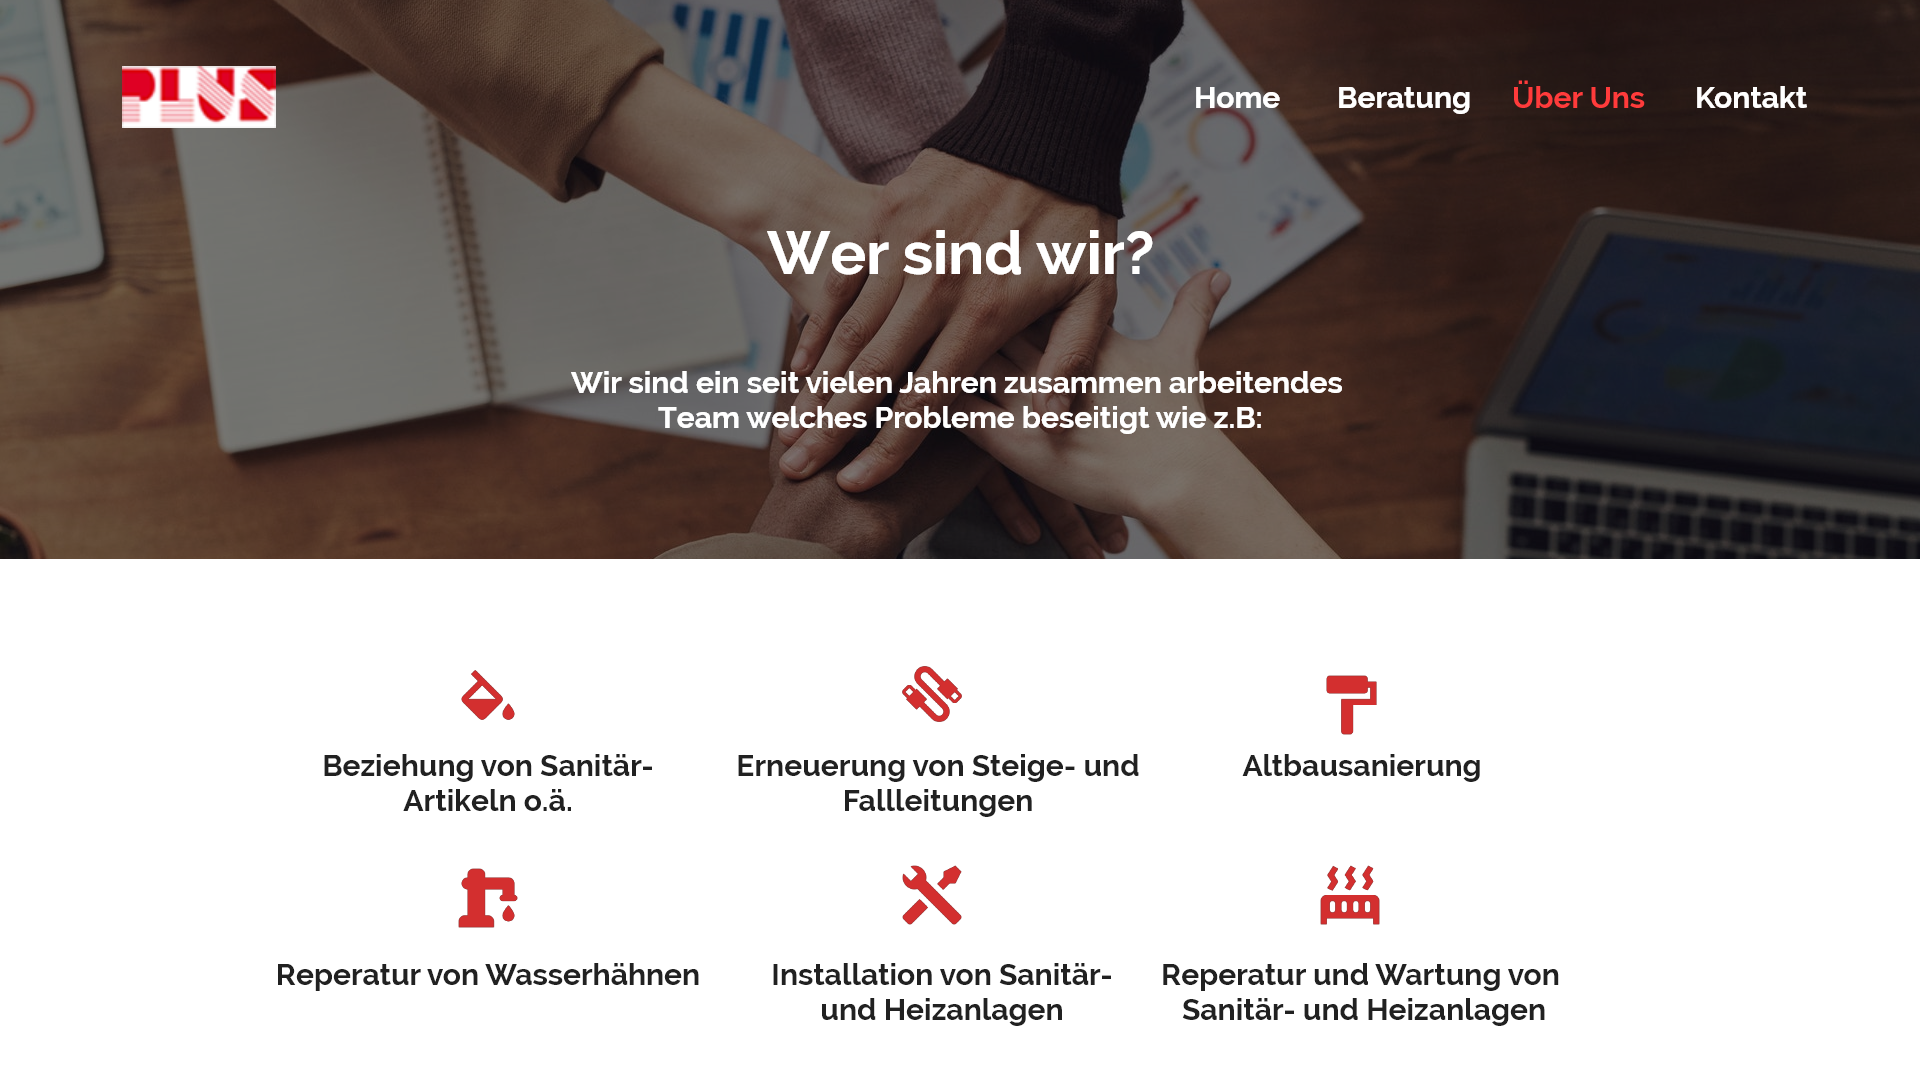 PLUS
Home Beratung Über Uns Kontakt
Wer sind wir?
Wir sind ein seit vielen Jahren zusammen arbeitendes
Team welches Probleme beseitigt wie z.B:
Beziehung von Sanitär-
Artikeln o.ä.
Erneuerung von Steige- und
Fallleitungen
Altbausanierung
Reperatur von Wasserhähnen
Installation von Sanitär-
und Heizanlagen
Reperatur und Wartung von
Sanitär- und Heizanlagen